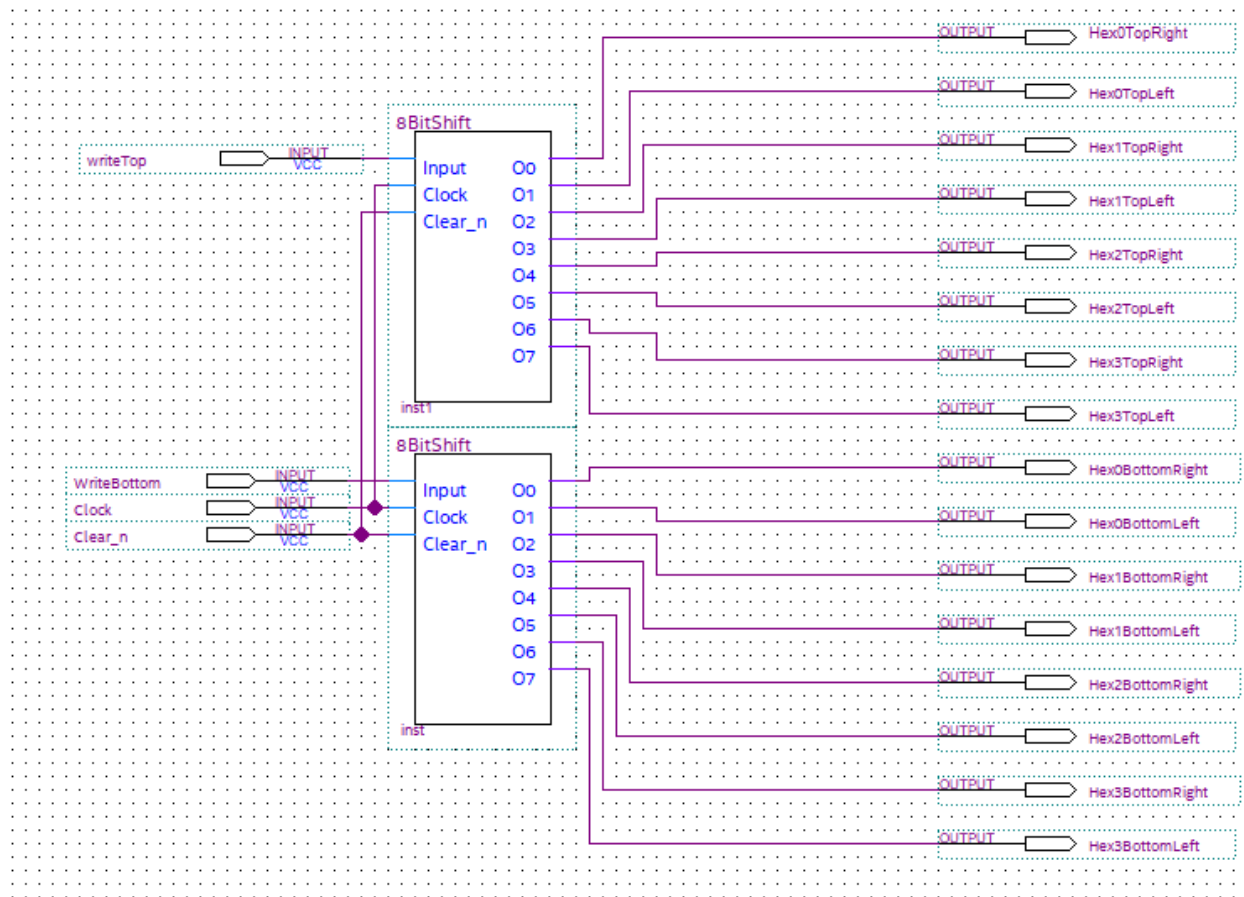 OUTPUT Hex0TopRight
OUTPUT Hex0TopLeft
8BitShift
OUTPUT Hex1TopRight
writeTop INPUT
VCC
Input O0
Clock O1
OUTPUT Hex1TopLeft
Clear_n O2
O3
OUTPUT Hex2TopRight
O4
O5
OUTPUT Hex2TopLeft
O6
O7
OUTPUT Hex3TopRight
inst1
OUTPUT Hex3TopLeft
8BitShift
OUTPUT Hex0BottomRight
WriteBottom INPUT
VCC
Input O0
Clock INPUT
VCC
Clock O1
OUTPUT Hex0BottomLeft
Clear_n INPUT
VCC
Clear_n O2
O3
OUTPUT Hex1BottomRight
O4
O5
OUTPUT Hex1BottomLeft
O6
O7
OUTPUT Hex2BottomRight
inst
OUTPUT Hex2BottomLeft
OUTPUT Hex3BottomRight
OUTPUT Hex3BottomLeft